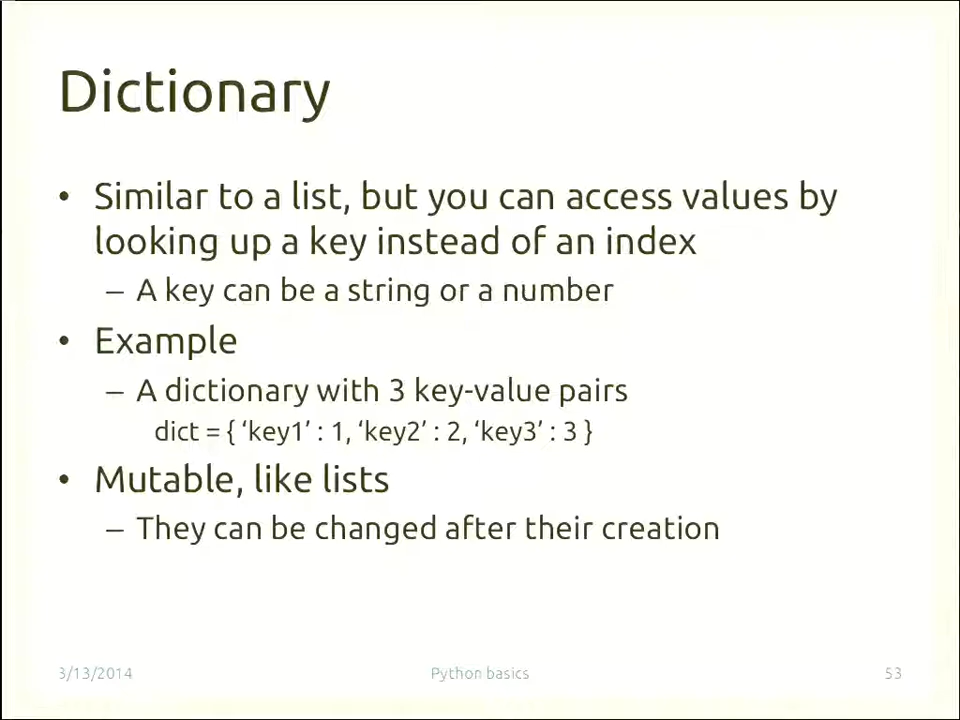 Dictionary
• Similar to a list, but you can access values by
looking up a key instead of an index
– A key can be a string or a number
• Example
– A dictionary with 3 key-value pairs
dict = { ‘key1’ : 1, ‘key2’ : 2, ‘key3’ : 3 }
• Mutable, like lists
– They can be changed after their creation
3/13/2014 Python basics 53